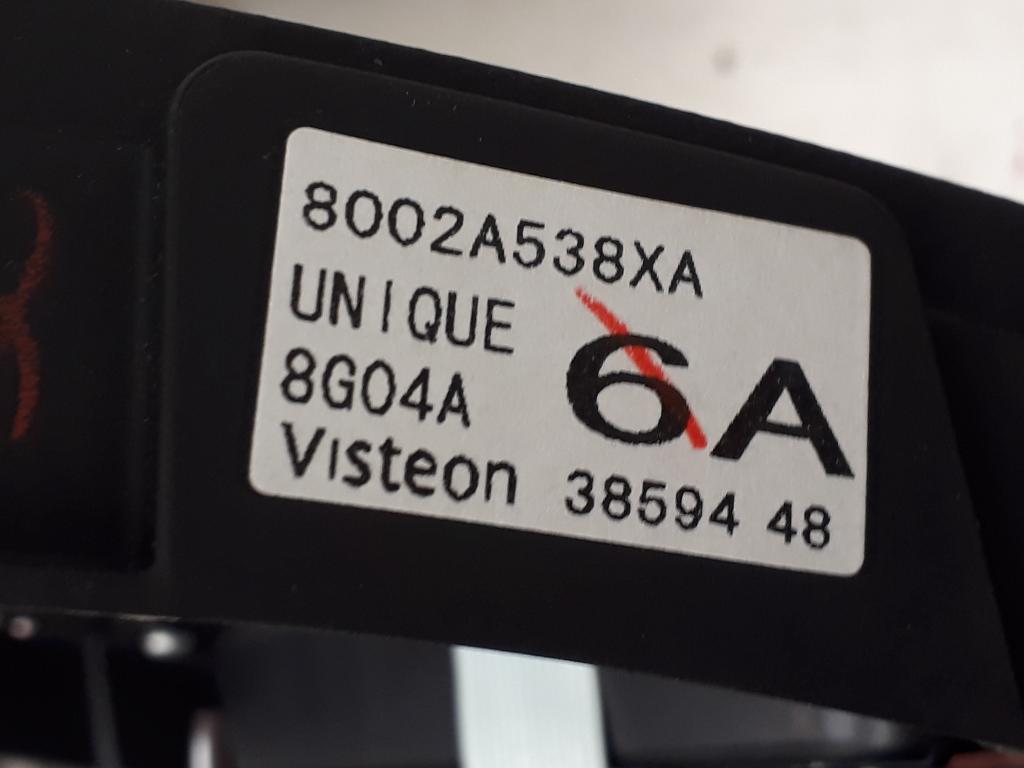 8002A538XA
UNIQUE
8G04A
6A
Visteon 38594 48